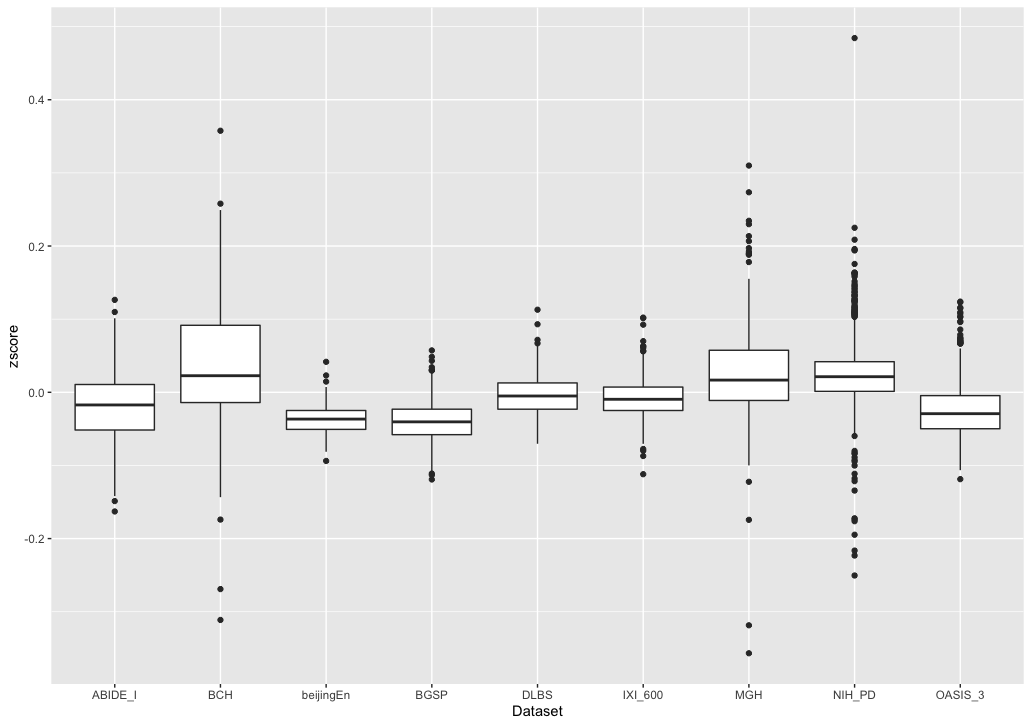 zscore
0.4
0.2
0.0
-0.2
ABIDE_I BCH beijingEn BGSP DLBS IXI_600 MGH NIH_PD OASIS_3
Dataset